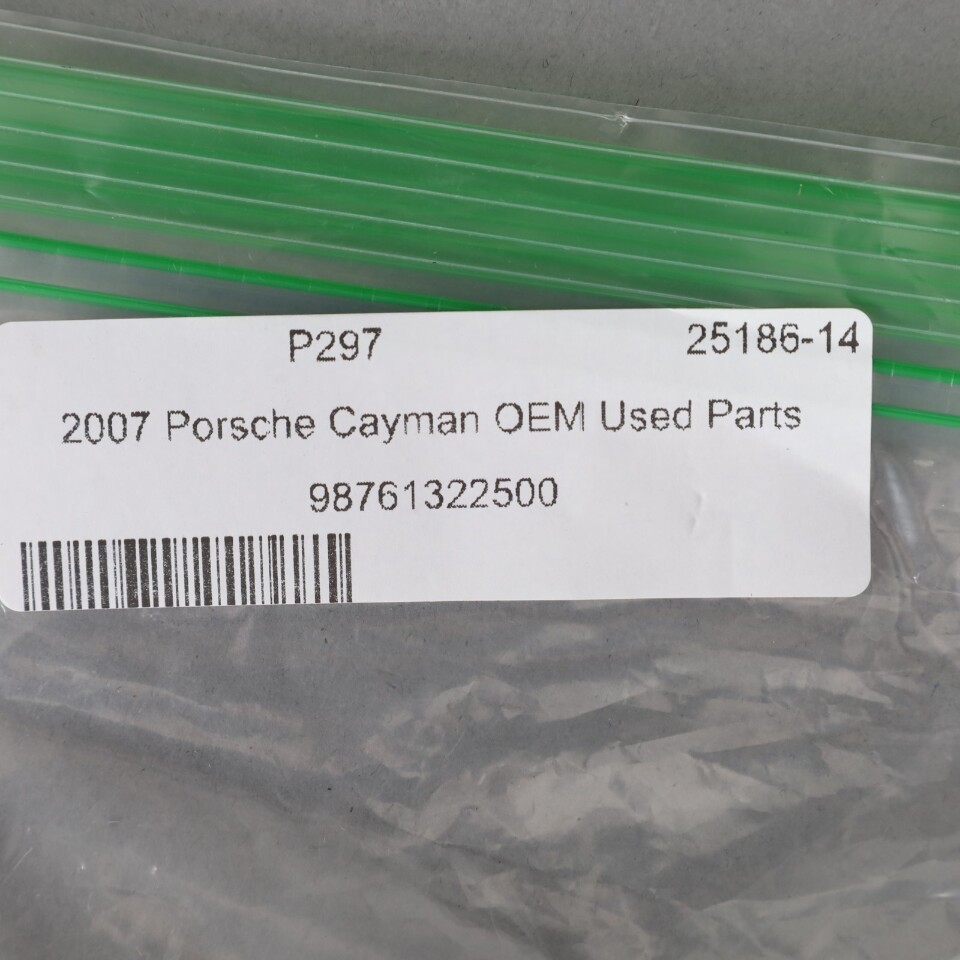 P297 25186-14
2007 Porsche Cayman OEM Used Parts
98761322500